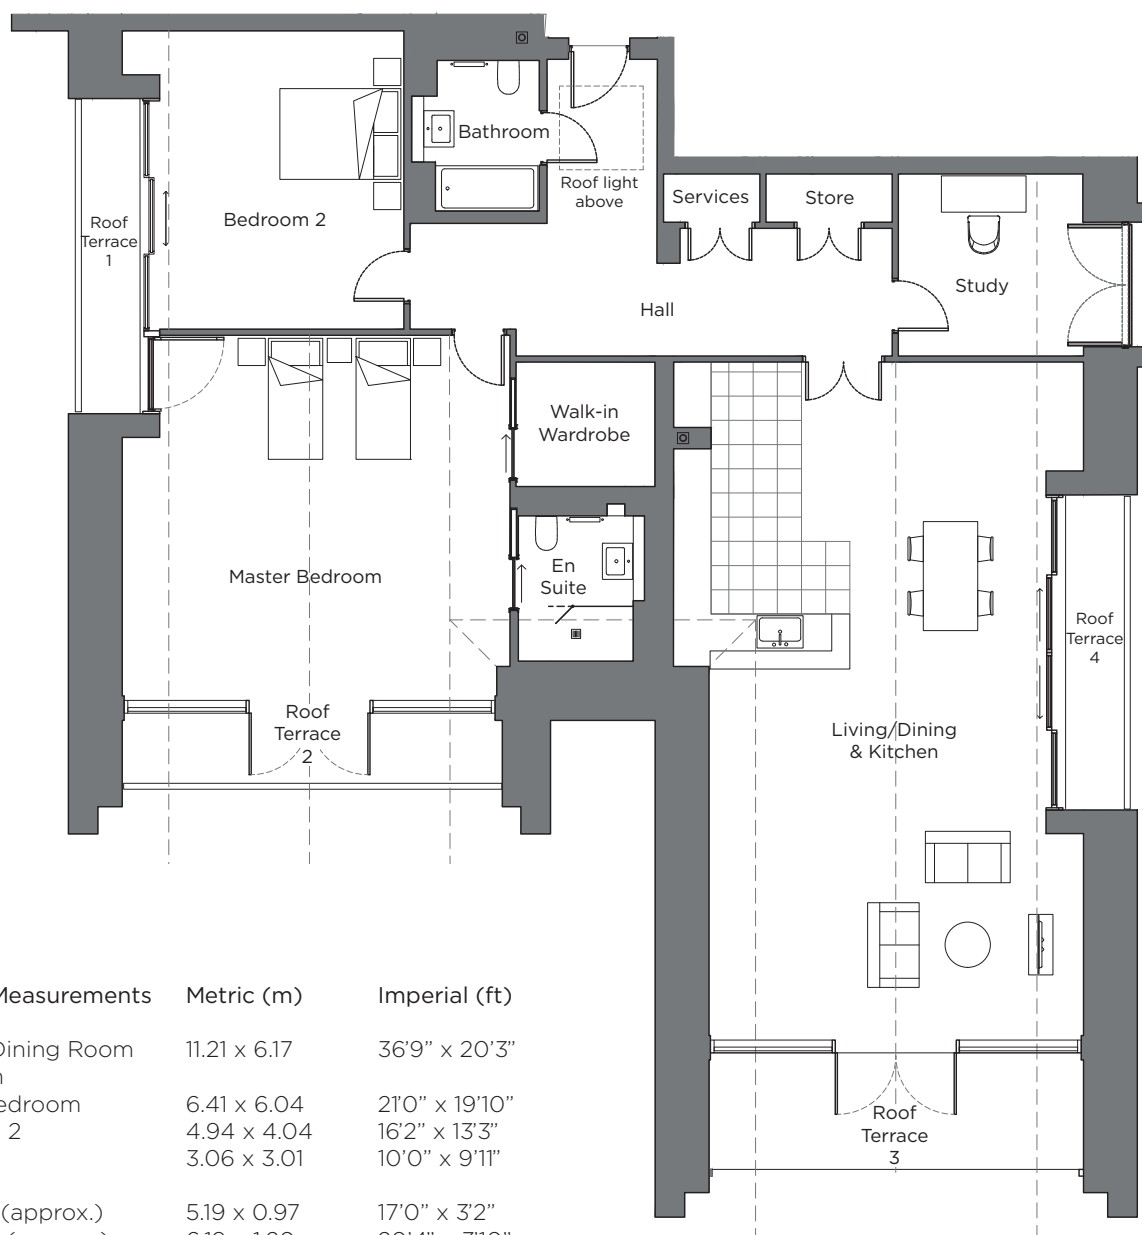 Bathroom
Roof light
above
Services
Store
Bedroom 2
Roof
Terrace
1
Study
Hall
Walk-in
Wardrobe
Master Bedroom
En
Suite
Roof
Terrace
4
Roof
Terrace
2
Living/Dining
& Kitchen
Roof
Terrace
3
Measurements Metric (m) Imperial (ft)
Dining Room 11.21 x 6.17 36'9" x 20'3"
6.41 x 6.04 21'0" x 19'10"
2 4.94 x 4.04 16'2" x 13'3"
3.06 x 3.01 10'0" x 9'11"
(approx.) 5.19 x 0.97 17'0" x 3'2"